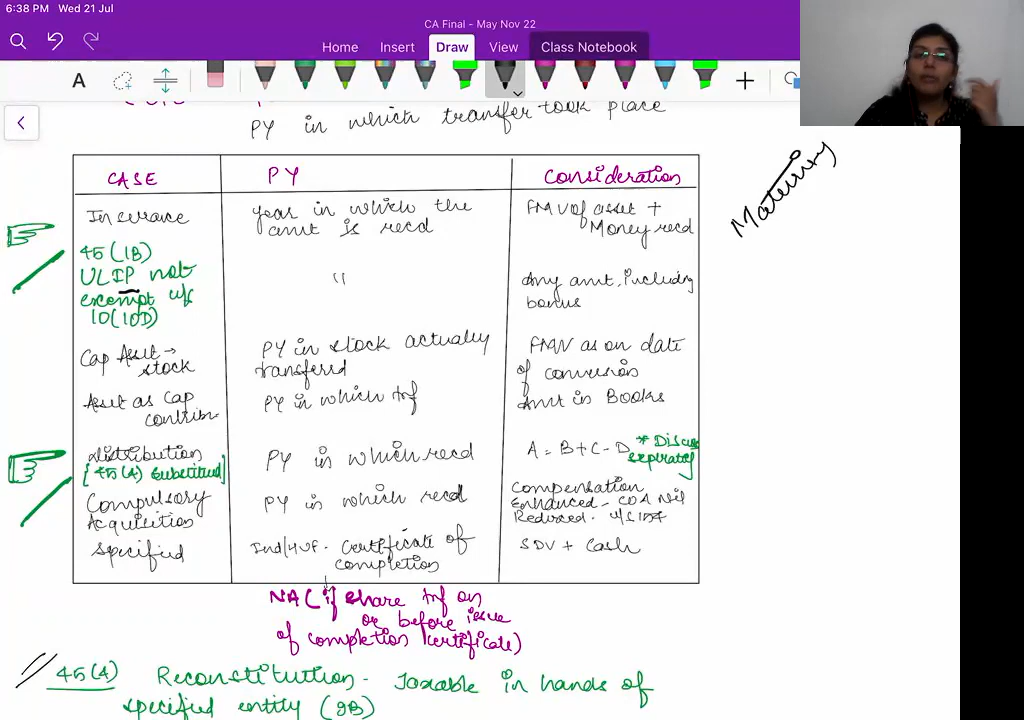 6:38 PM Wed 21 Jul
CA Final - May Nov 22
Home Insert Draw View Class Notebook
A
PY in which transfer took place
CASE PY Consideration
Maturity
Insurance
year in which the
amt is recd
FMV of asset +
Money recd
45(1B)
ULIP not
exempt u/s
10(10D)
"
Any amt, including
bonus
Cap Asset →
stock
PY in stock actually
transferred
FMV as on date
of conversion
Asset as cap
contribn
PY in which trf
Amt in Books
distribution
[45(4) substituted]
PY in which recd
A = B + C - D * Discuss
seperately
Compulsory
Acquisition
PY in which recd
Compensation
Enhanced - COA Nil
Reduced - u/s 154
Specified
Ind/HUF - Certificate of
completion
SDV + Cash
NA (if share trf on
or before issue
of completion certificate)
45(4) Reconstitution - Taxable in hands of
specified entity (9B)